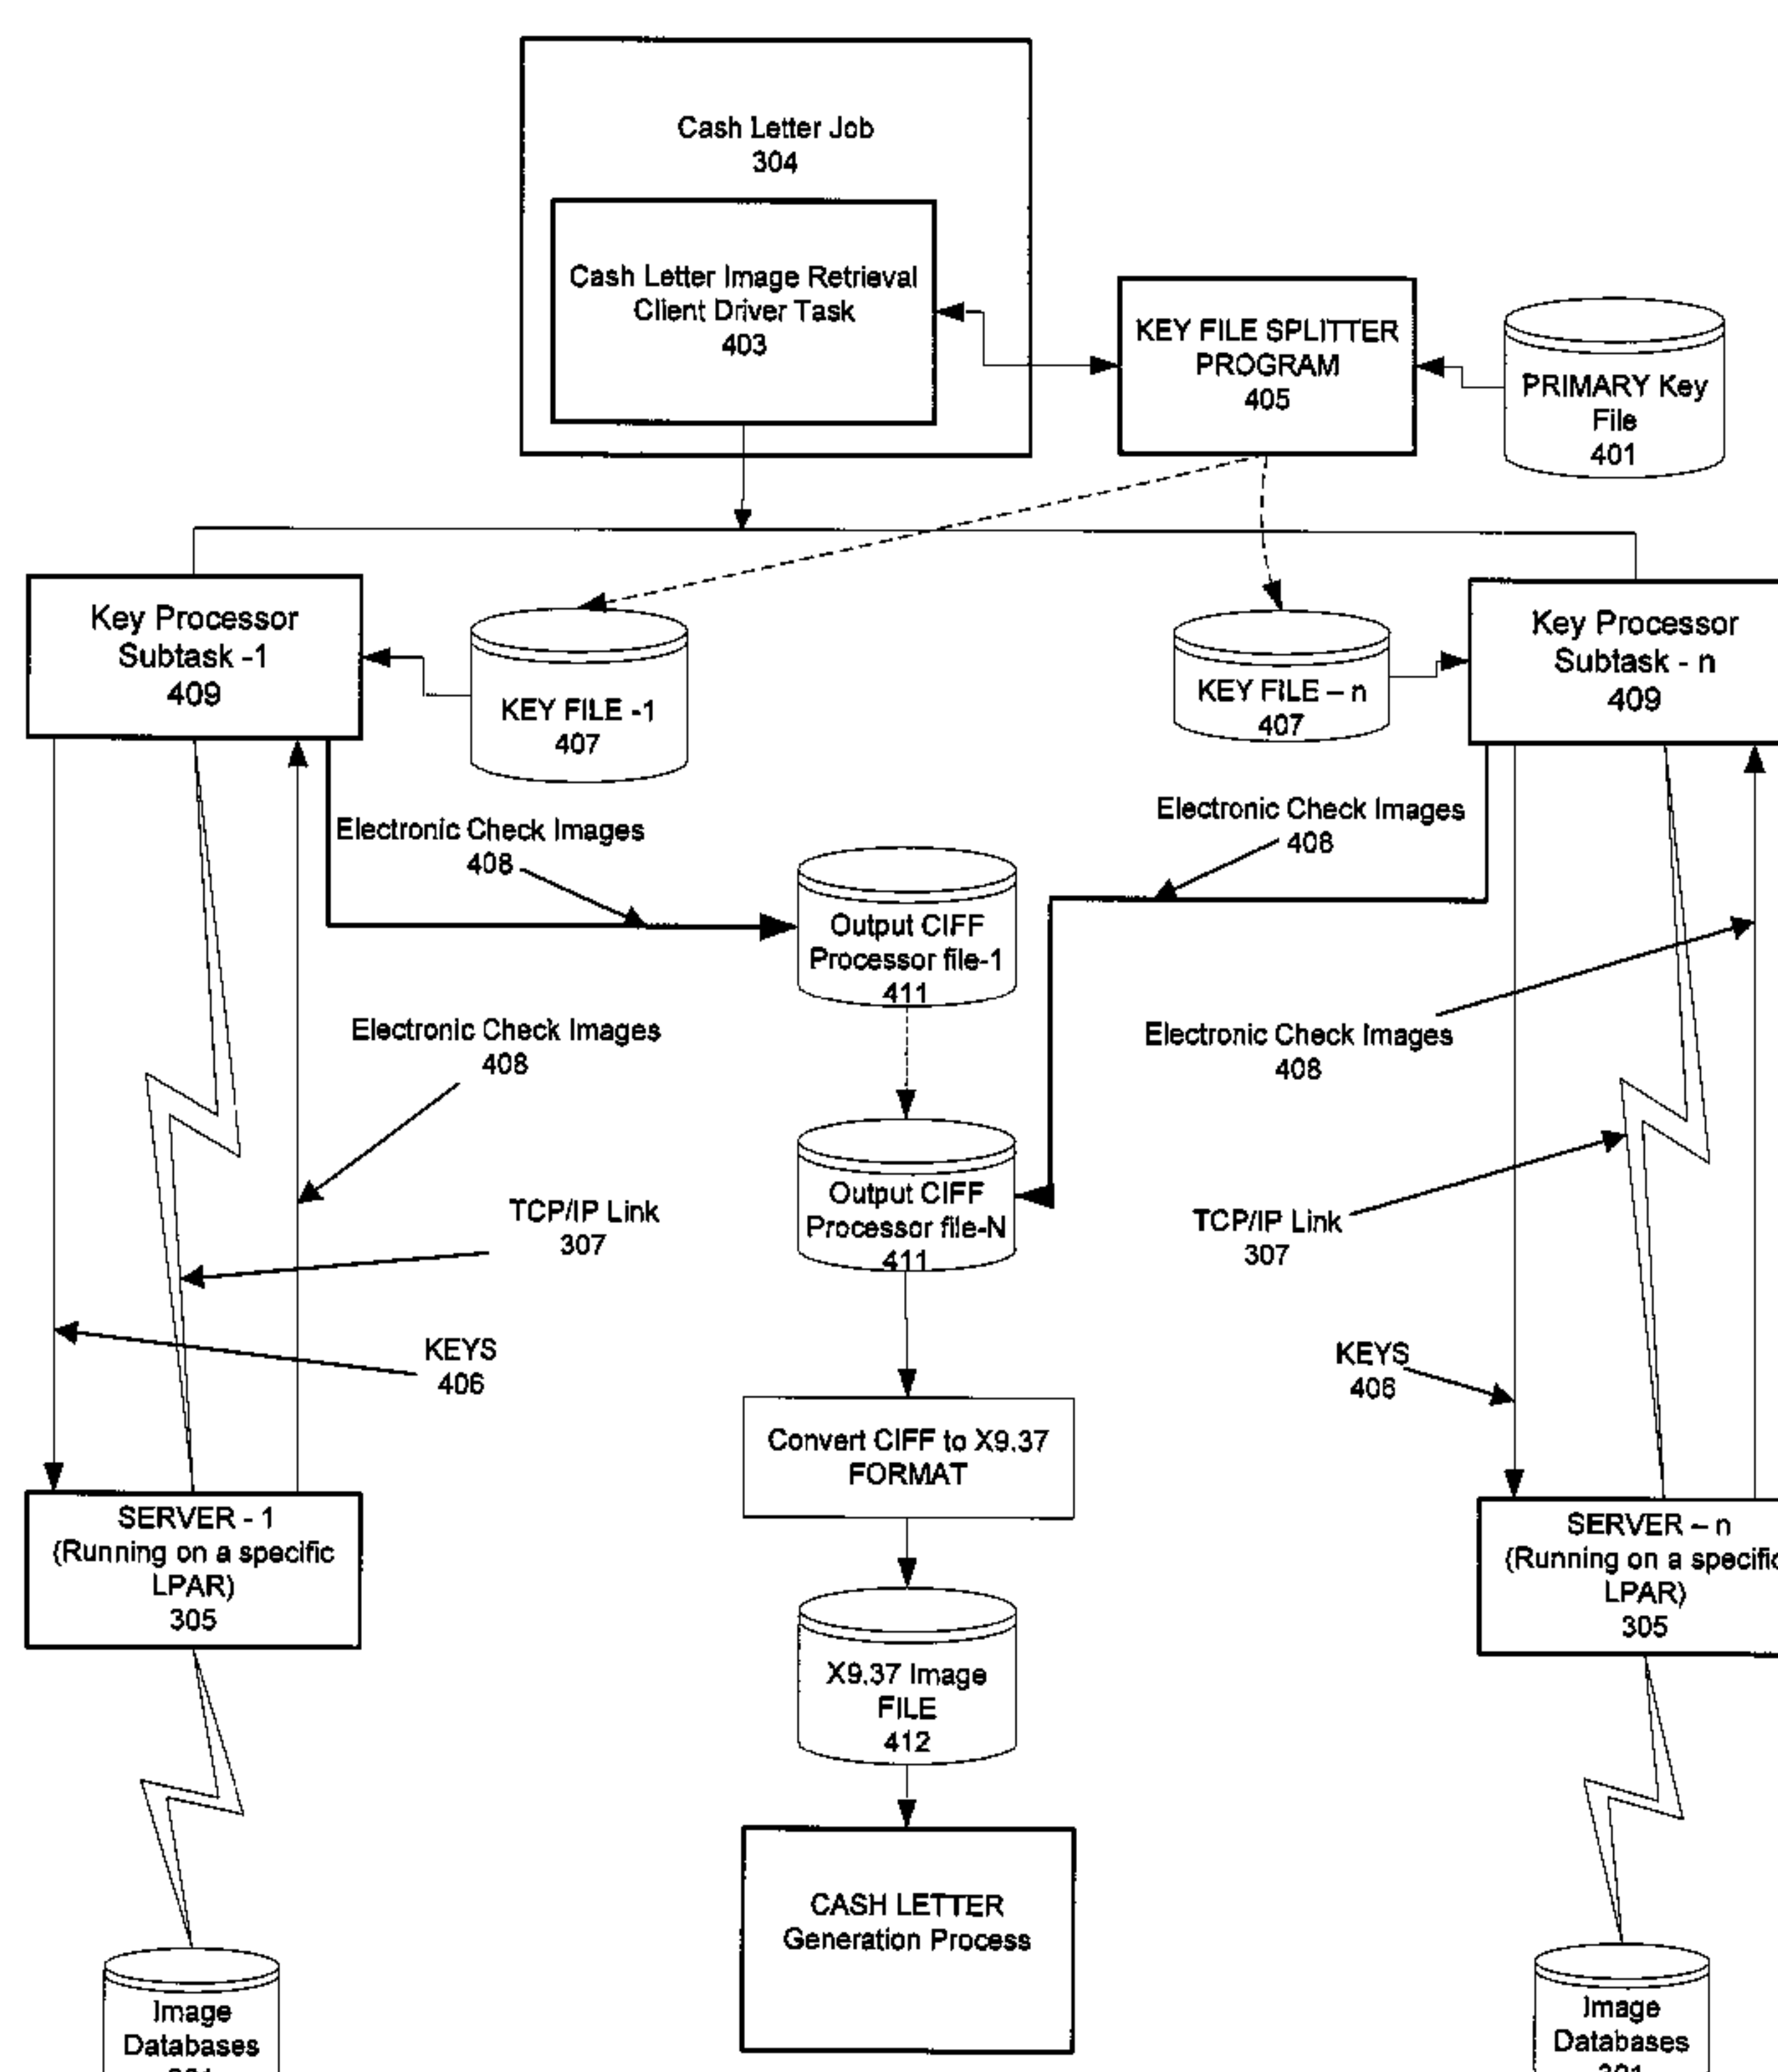 Cash Letter Job
304
Cash Letter Image Retrieval
Client Driver Task
403
KEY FILE SPLITTER
PROGRAM
405
PRIMARY Key
File
401
Key Processor
Subtask -1
409
KEY FILE -1
407
KEY FILE – n
407
Key Processor
Subtask - n
409
Electronic Check Images
408
Electronic Check Images
408
Output CIFF
Processor file-1
411
Electronic Check Images
408
Electronic Check Images
408
Output CIFF
Processor file-N
411
TCP/IP Link
307
TCP/IP Link
307
KEYS
406
KEYS
406
Convert CIFF to X9.37
FORMAT
SERVER - 1
(Running on a specific
LPAR)
305
SERVER – n
(Running on a specific
LPAR)
305
X9.37 Image
FILE
412
CASH LETTER
Generation Process
Image
Databases
Image
Databases